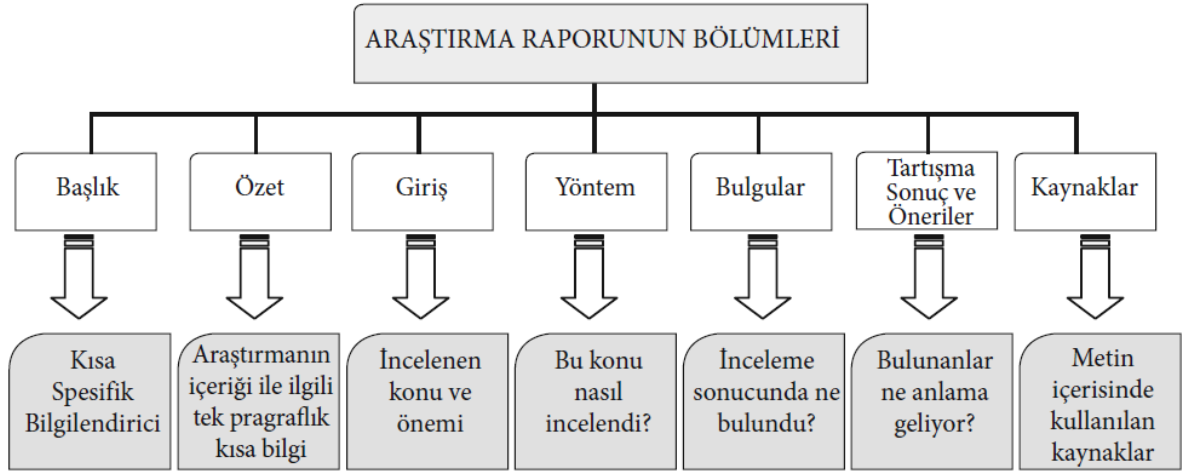 ARAŞTIRMA RAPORUNUN BÖLÜMLERİ
Başlık
Özet
Giriş
Yöntem
Bulgular
Tartışma
Sonuç ve
Öneriler
Kaynaklar
Kısa
Spesifik
Bilgilendirici
Araştırmanın
içeriği ile ilgili
tek pragraflık
kısa bilgi
İncelenen
konu ve
önemi
Bu konu
nasıl
incelendi?
İnceleme
sonucunda ne
bulundu?
Bulunanlar
ne anlama
geliyor?
Metin
içerisinde
kullanılan
kaynaklar